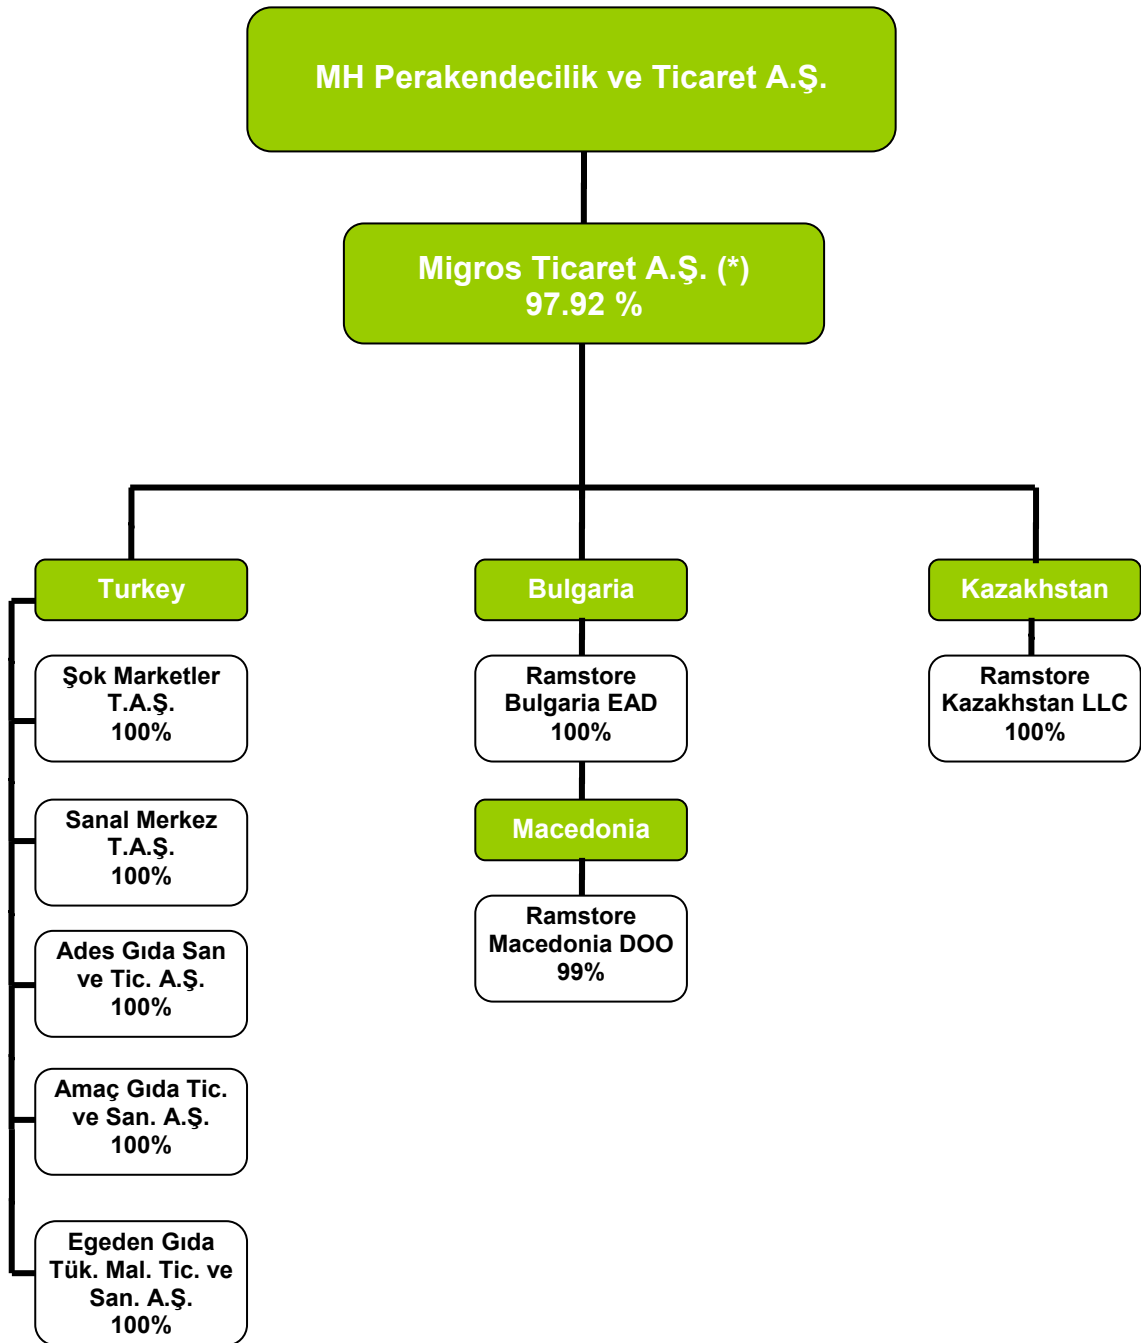 MH Perakendecilik ve Ticaret A.Ş.
Migros Ticaret A.Ş. (*)
97.92 %
Turkey
Şok Marketler
T.A.Ş.
100%
Sanal Merkez
T.A.Ş.
100%
Ades Gıda San
ve Tic. A.Ş.
100%
Amaç Gıda Tic.
ve San. A.Ş.
100%
Egeden Gıda
Tük. Mal. Tic. ve
San. A.Ş.
100%
Bulgaria
Ramstore
Bulgaria EAD
100%
Macedonia
Ramstore
Macedonia DOO
99%
Kazakhstan
Ramstore
Kazakhstan LLC
100%